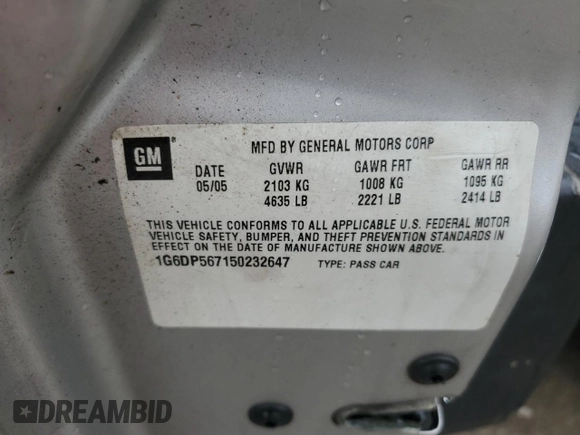 GM
MFD BY GENERAL MOTORS CORP
DATE GVWR GAWR FRT GAWR RR
05/05 2103 KG 1008 KG 1095 KG
4635 LB 2221 LB 2414 LB
THIS VEHICLE CONFORMS TO ALL APPLICABLE U.S. FEDERAL MOTOR
VEHICLE SAFETY, BUMPER, AND THEFT PREVENTION STANDARDS IN
EFFECT ON THE DATE OF MANUFACTURE SHOWN ABOVE.
1G6DP567150232647 TYPE: PASS CAR
DREAMBID